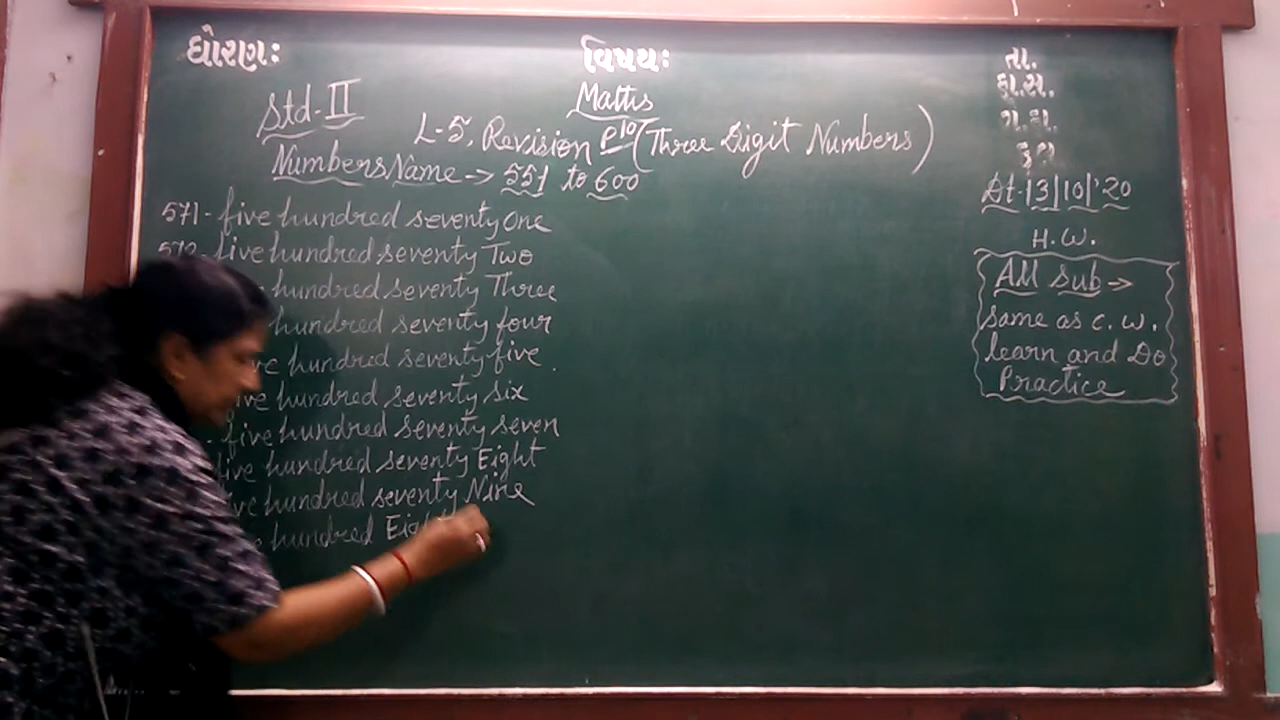 ધોરણ: વિષય: તા.
Std-II Maths
L-5, Revision P10 (Three Digit Numbers)
Numbers Name -> 551 to 600
571 - five hundred seventy One
572 - five hundred seventy Two
hundred seventy Three
hundred seventy four
hundred seventy five.
hundred seventy six
- five hundred seventy seven
five hundred seventy Eight
hundred seventy Nine
hundred
કા.સ.
ગે.હા.
કુલ
Dt-13|10|'20
H.W.
All sub ->
same as c.w.
learn and Do
Practice